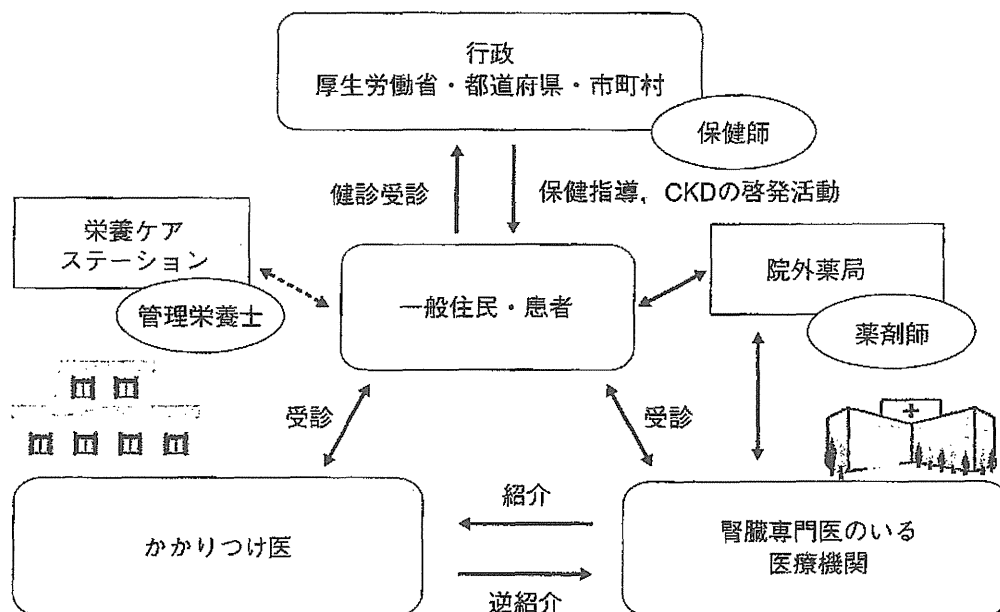 行政
厚生労働省・都道府県・市町村
保健師
健診受診
保健指導，CKDの啓発活動
栄養ケア
ステーション
管理栄養士
一般住民・患者
院外薬局
薬剤師
受診
受診
かかりつけ医
紹介
逆紹介
腎臓専門医のいる
医療機関